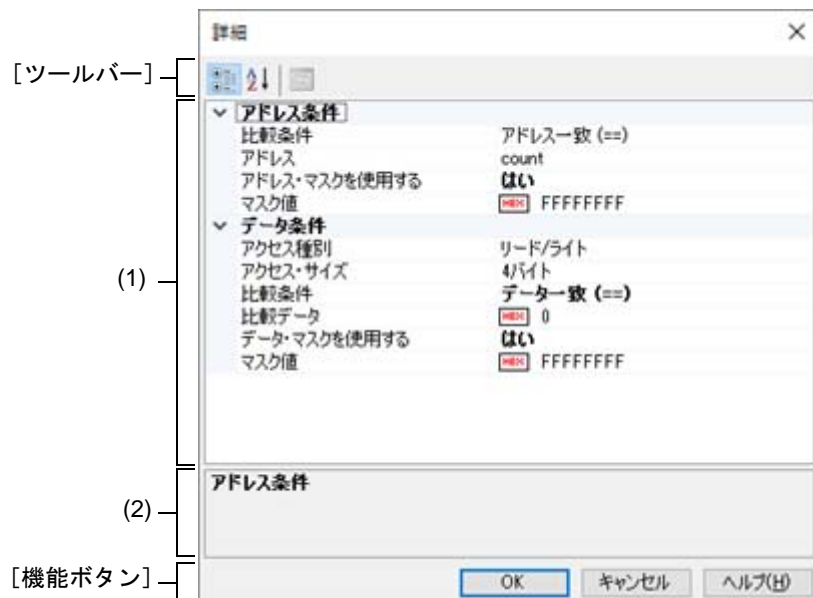 詳細
[ツールバー]
アドレス条件
比較条件 アドレス一致 (==)
アドレス count
アドレス・マスクを使用する はい
マスク値 HEX FFFFFFFF
データ条件
アクセス種別 リード/ライト
アクセス・サイズ 4バイト
比較条件 データ一致 (==)
比較データ HEX 0
データ・マスクを使用する はい
マスク値 HEX FFFFFFFF
(1)
アドレス条件
(2)
[機能ボタン]
OK キャンセル ヘルプ(H)